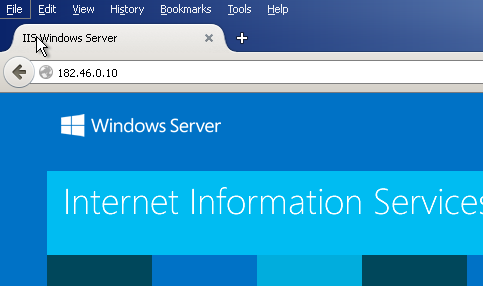 File Edit View History Bookmarks Tools Help
IIS Windows Server
182.46.0.10
Windows Server
Internet Information Services